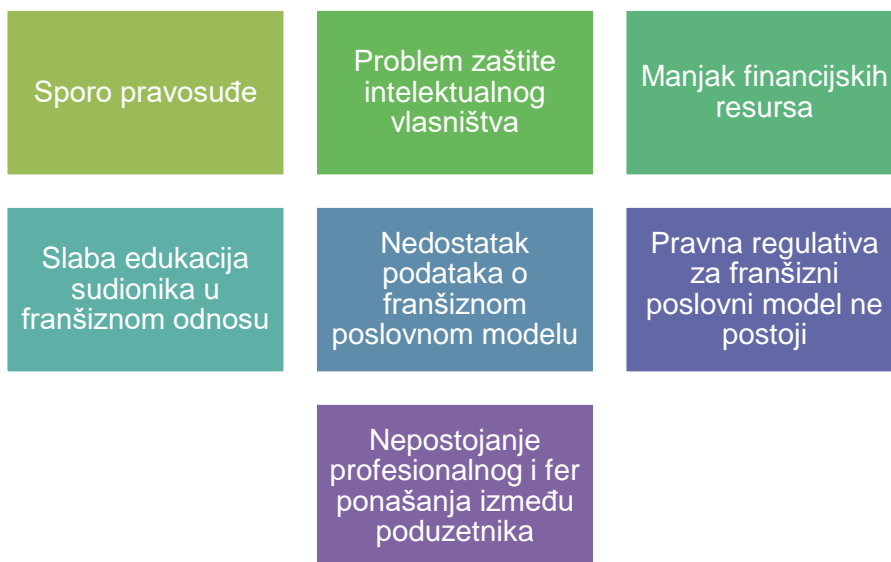 Sporo pravosuđe
Problem zaštite
intelektualnog
vlasništva
Manjak financijskih
resursa
Slaba edukacija
sudionika u
franšiznom odnosu
Nedostatak
podataka o
franšiznom
poslovnom modelu
Pravna regulativa
za franšizni
poslovni model ne
postoji
Nepostojanje
profesionalnog i fer
ponašanja između
poduzetnika